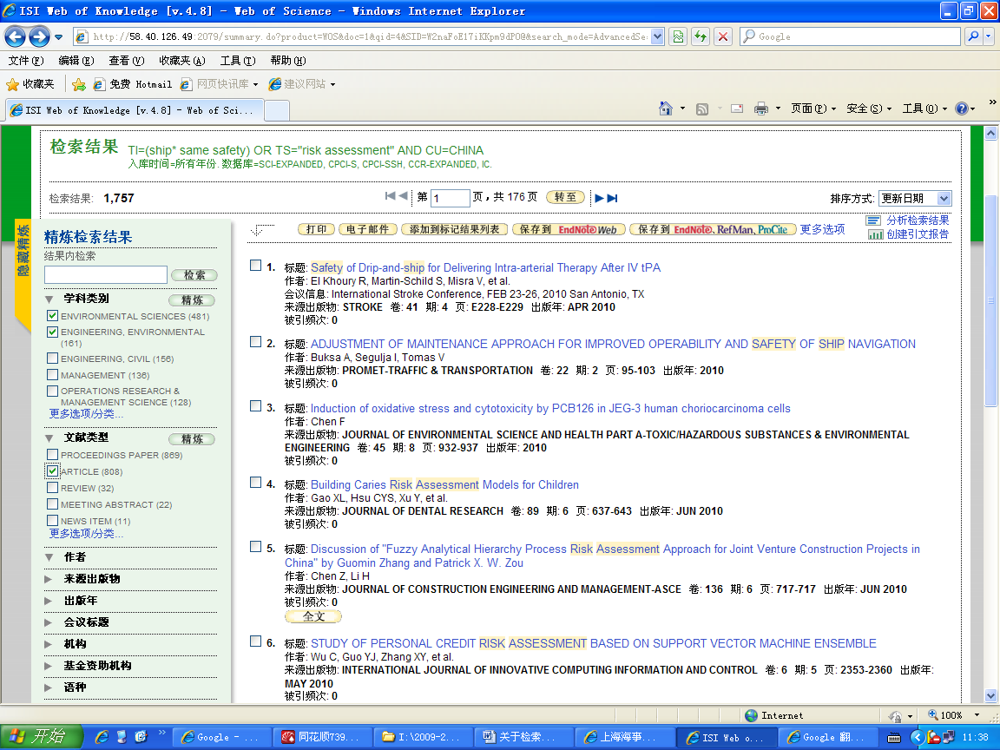 ISI Web of Knowledge [v.4.8] - Web of Science - Windows Internet Explorer
http://58.40.126.49:2079/summary.do?product=WOS&doc=1&qid=4&SID=W2naFoE17iKKpm9dPO@&search_mode=AdvancedSe
Google
文件(F) 编辑(E) 查看(V) 收藏夹(A) 工具(T) 帮助(H)
收藏夹 免费 Hotmail 网页快讯库 建议网站
ISI Web of Knowledge [v.4.8] - Web of Sci... 页面(P) 安全(S) 工具(O)
检索结果 TI=(ship* same safety) OR TS="risk assessment" AND CU=CHINA
入库时间=所有年份. 数据库=SCI-EXPANDED, CPCI-S, CPCI-SSH, CCR-EXPANDED, IC.
检索结果: 1,757 第 1 页，共 176 页 转至 排序方式: 更新日期
隐藏精炼
精炼检索结果
结果内检索
检索
学科类别 精炼
ENVIRONMENTAL SCIENCES (481)
ENGINEERING, ENVIRONMENTAL
(161)
ENGINEERING, CIVIL (156)
MANAGEMENT (136)
OPERATIONS RESEARCH &
MANAGEMENT SCIENCE (128)
更多选项/分类...
文献类型 精炼
PROCEEDINGS PAPER (869)
ARTICLE (808)
REVIEW (32)
MEETING ABSTRACT (22)
NEWS ITEM (11)
更多选项/分类...
作者
来源出版物
出版年
会议标题
机构
基金资助机构
语种
打印 电子邮件 添加到标记结果列表 保存到 EndNote Web 保存到 EndNote, RefMan, ProCite 更多选项
分析检索结果
创建引文报告
1. 标题: Safety of Drip-and-ship for Delivering Intra-arterial Therapy After IV tPA
作者: El Khoury R, Martin-Schild S, Misra V, et al.
会议信息: International Stroke Conference, FEB 23-26, 2010 San Antonio, TX
来源出版物: STROKE 卷: 41 期: 4 页: E228-E229 出版年: APR 2010
被引频次: 0
2. 标题: ADJUSTMENT OF MAINTENANCE APPROACH FOR IMPROVED OPERABILITY AND SAFETY OF SHIP NAVIGATION
作者: Buksa A, Segulja I, Tomas V
来源出版物: PROMET-TRAFFIC & TRANSPORTATION 卷: 22 期: 2 页: 95-103 出版年: 2010
被引频次: 0
3. 标题: Induction of oxidative stress and cytotoxicity by PCB126 in JEG-3 human choriocarcinoma cells
作者: Chen F
来源出版物: JOURNAL OF ENVIRONMENTAL SCIENCE AND HEALTH PART A-TOXIC/HAZARDOUS SUBSTANCES & ENVIRONMENTAL
ENGINEERING 卷: 45 期: 8 页: 932-937 出版年: 2010
被引频次: 0
4. 标题: Building Caries Risk Assessment Models for Children
作者: Gao XL, Hsu CYS, Xu Y, et al.
来源出版物: JOURNAL OF DENTAL RESEARCH 卷: 89 期: 6 页: 637-643 出版年: JUN 2010
被引频次: 0
5. 标题: Discussion of "Fuzzy Analytical Hierarchy Process Risk Assessment Approach for Joint Venture Construction Projects in
China" by Guomin Zhang and Patrick X. W. Zou
作者: Chen Z, Li H
来源出版物: JOURNAL OF CONSTRUCTION ENGINEERING AND MANAGEMENT-ASCE 卷: 136 期: 6 页: 717-717 出版年: JUN 2010
被引频次: 0
全文
6. 标题: STUDY OF PERSONAL CREDIT RISK ASSESSMENT BASED ON SUPPORT VECTOR MACHINE ENSEMBLE
作者: Wu C, Guo YJ, Zhang XY, et al.
来源出版物: INTERNATIONAL JOURNAL OF INNOVATIVE COMPUTING INFORMATION AND CONTROL 卷: 6 期: 5 页: 2353-2360 出版年:
MAY 2010
被引频次: 0
Internet 100%
开始 Google - ... 同花顺739... I:\2009-2... 关于检索... 上海海事... ISI Web o... Google 翻... 11:38